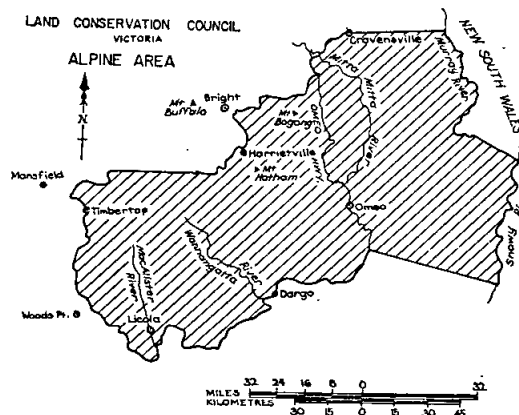 LAND CONSERVATION COUNCIL
VICTORIA
ALPINE AREA
N
Cravensville
NEW SOUTH WALES
Murray River
Mitta Mitta River
Mt Buffalo
Bright
Mt Bogong
OMEO HWY.
Harrietville
Mt Hotham
Mansfield
Timbertop
Omeo
Snowy R
Wonnangatta River
MacAlister River
Dargo
Woods Pt.
Licola
MILES
32 24 16 8 0 32
KILOMETRES
30 15 0 15 30 45